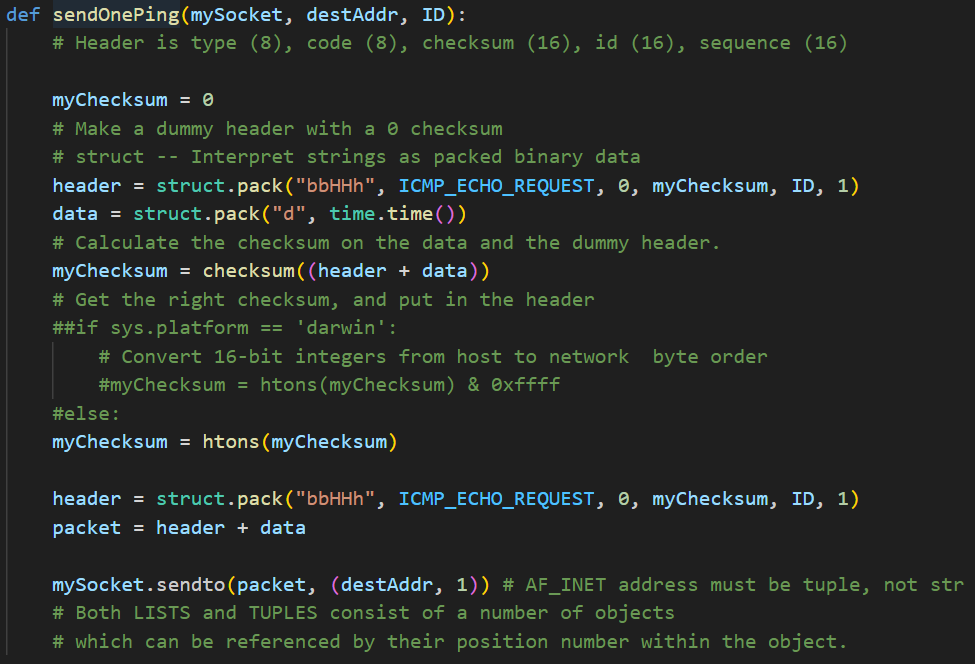 def sendOnePing(mySocket, destAddr, ID):
    # Header is type (8), code (8), checksum (16), id (16), sequence (16)

    myChecksum = 0
    # Make a dummy header with a 0 checksum
    # struct -- Interpret strings as packed binary data
    header = struct.pack("bbHHh", ICMP_ECHO_REQUEST, 0, myChecksum, ID, 1)
    data = struct.pack("d", time.time())
    # Calculate the checksum on the data and the dummy header.
    myChecksum = checksum((header + data))
    # Get the right checksum, and put in the header
    ##if sys.platform == 'darwin':
        # Convert 16-bit integers from host to network  byte order
        #myChecksum = htons(myChecksum) & 0xffff
    #else:
    myChecksum = htons(myChecksum)

    header = struct.pack("bbHHh", ICMP_ECHO_REQUEST, 0, myChecksum, ID, 1)
    packet = header + data

    mySocket.sendto(packet, (destAddr, 1)) # AF_INET address must be tuple, not str
    # Both LISTS and TUPLES consist of a number of objects
    # which can be referenced by their position number within the object.